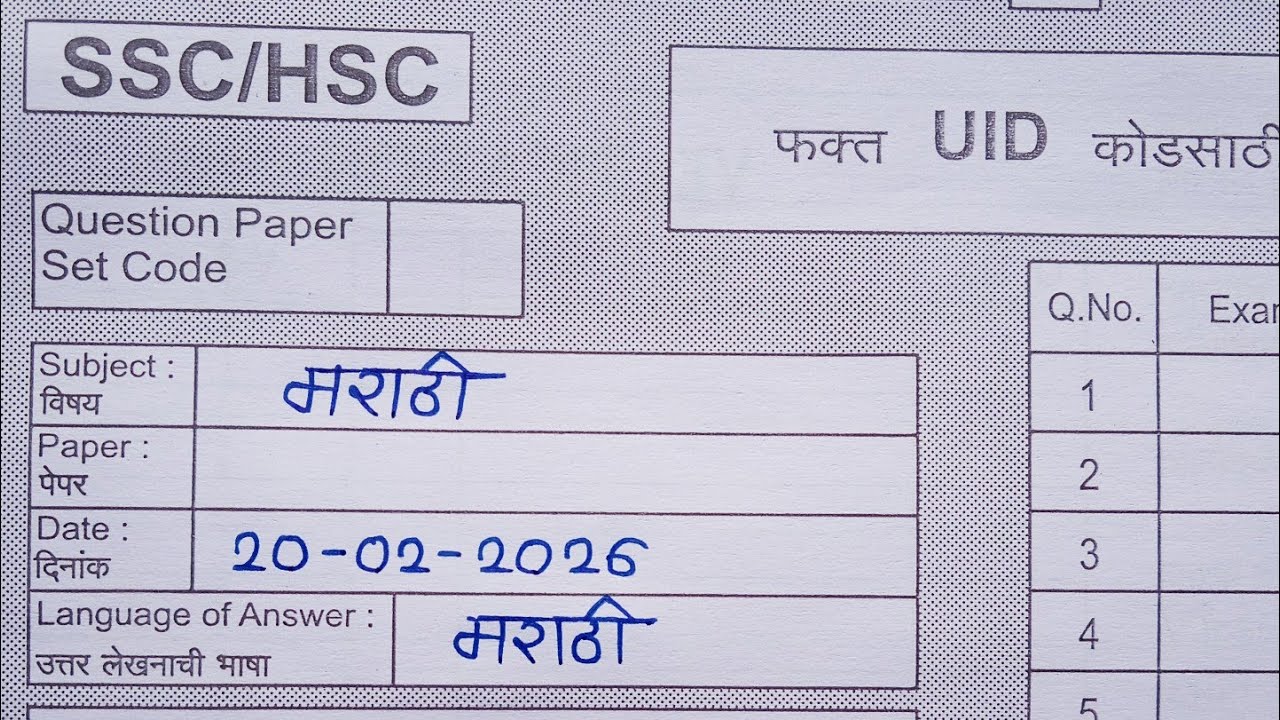 SSC/HSC
फक्त UID कोडसाठी
Question Paper
Set Code
Subject :
विषय
मराठी
Paper :
पेपर
Date :
दिनांक
20-02-2026
Language of Answer :
उत्तर लेखनाची भाषा
मराठी
Q.No.
1
2
3
4
5